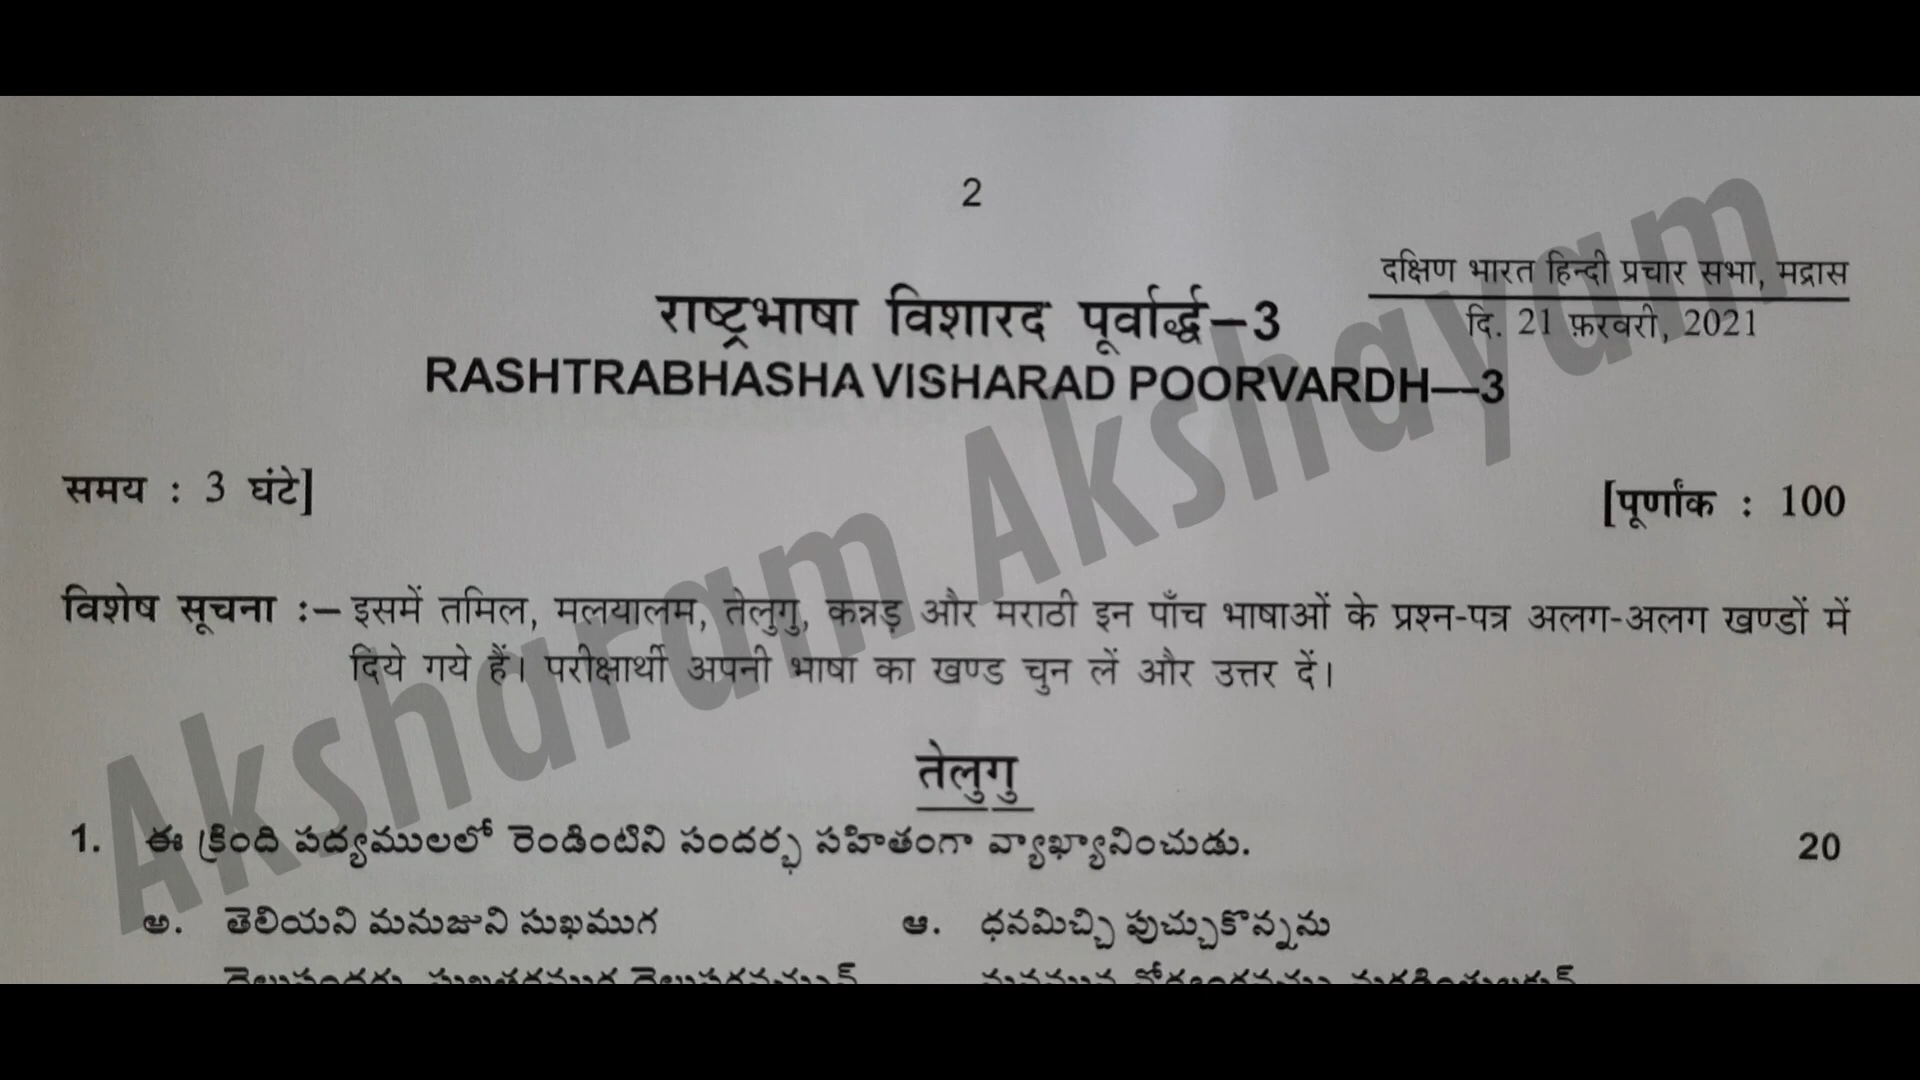 2
दक्षिण भारत हिन्दी प्रचार सभा, मद्रास
दि. 21 फ़रवरी, 2021
राष्ट्रभाषा विशारद पूर्वार्द्ध–3
RASHTRABHASHA VISHARAD POORVARDH—3
समय : 3 घंटे] [पूर्णांक : 100
विशेष सूचना :– इसमें तमिल, मलयालम, तेलुगु, कन्नड़ और मराठी इन पाँच भाषाओं के प्रश्न-पत्र अलग-अलग खण्डों में
दिये गये हैं। परीक्षार्थी अपनी भाषा का खण्ड चुन लें और उत्तर दें।
तेलुगु
1. ఈ క్రింది పద్యములలో రెండింటిని సందర్భ సహితంగా వ్యాఖ్యానించుడు. 20
అ. తెలియని మనుజుని సుఖముగ ఆ. ధనమిచ్చి పుచ్చుకొన్నను
Aksharam Akshayam